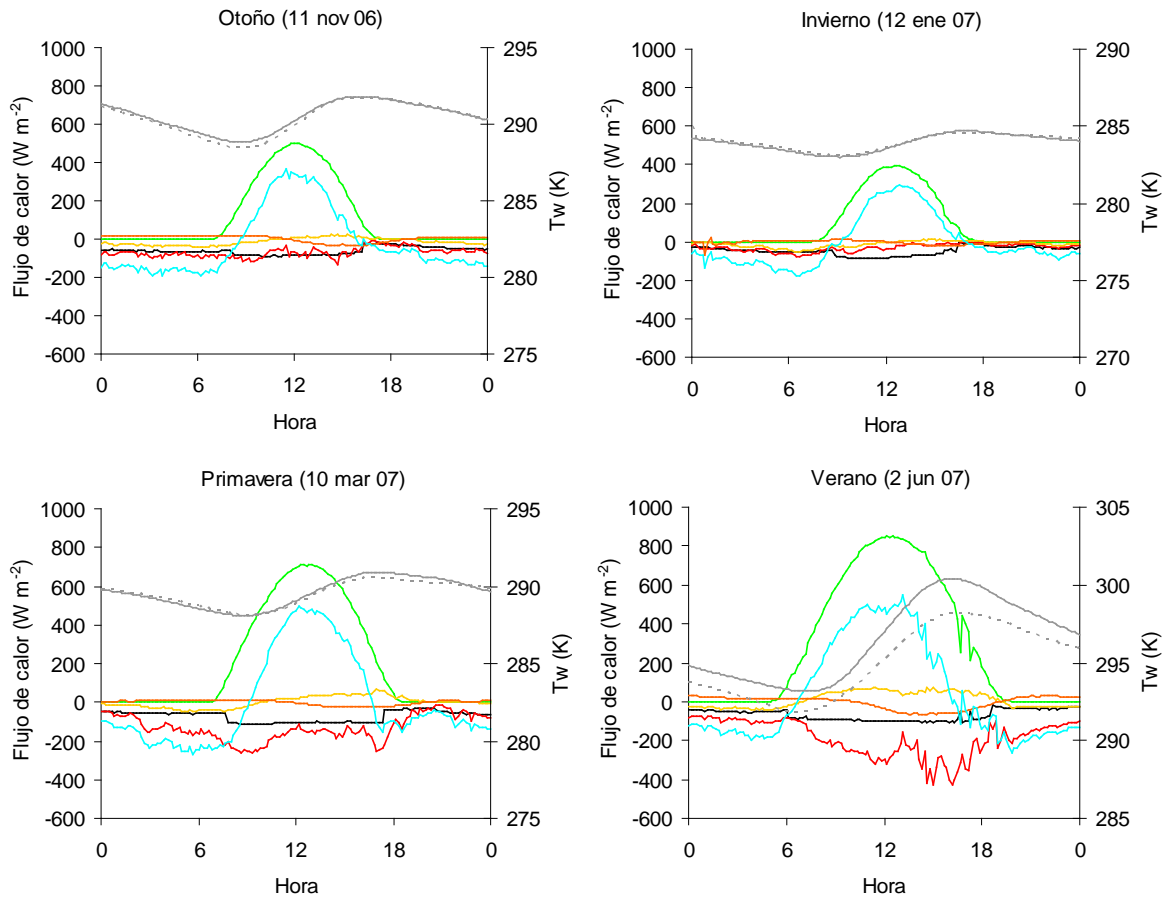 Otoño (11 nov 06)
Flujo de calor (W m-2)
1000
800
600
400
200
0
-200
-400
-600
295
290
285
280
275
Tw (K)
0 6 12 18 0
Hora
Invierno (12 ene 07)
Flujo de calor (W m-2)
1000
800
600
400
200
0
-200
-400
-600
290
285
280
275
270
Tw (K)
0 6 12 18 0
Hora
Primavera (10 mar 07)
Flujo de calor (W m-2)
1000
800
600
400
200
0
-200
-400
-600
295
290
285
280
275
Tw (K)
0 6 12 18 0
Hora
Verano (2 jun 07)
Flujo de calor (W m-2)
1000
800
600
400
200
0
-200
-400
-600
305
300
295
290
285
Tw (K)
0 6 12 18 0
Hora